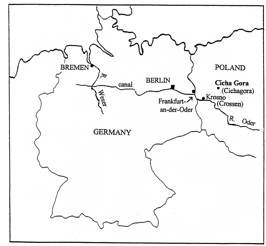 POLAND
BREMEN
BERLIN
Cicha Gora
(Cichagora)
R.
Weser
canal
Frankfurt-
an-der-Oder
Krosno
(Crossen)
R. Oder
GERMANY